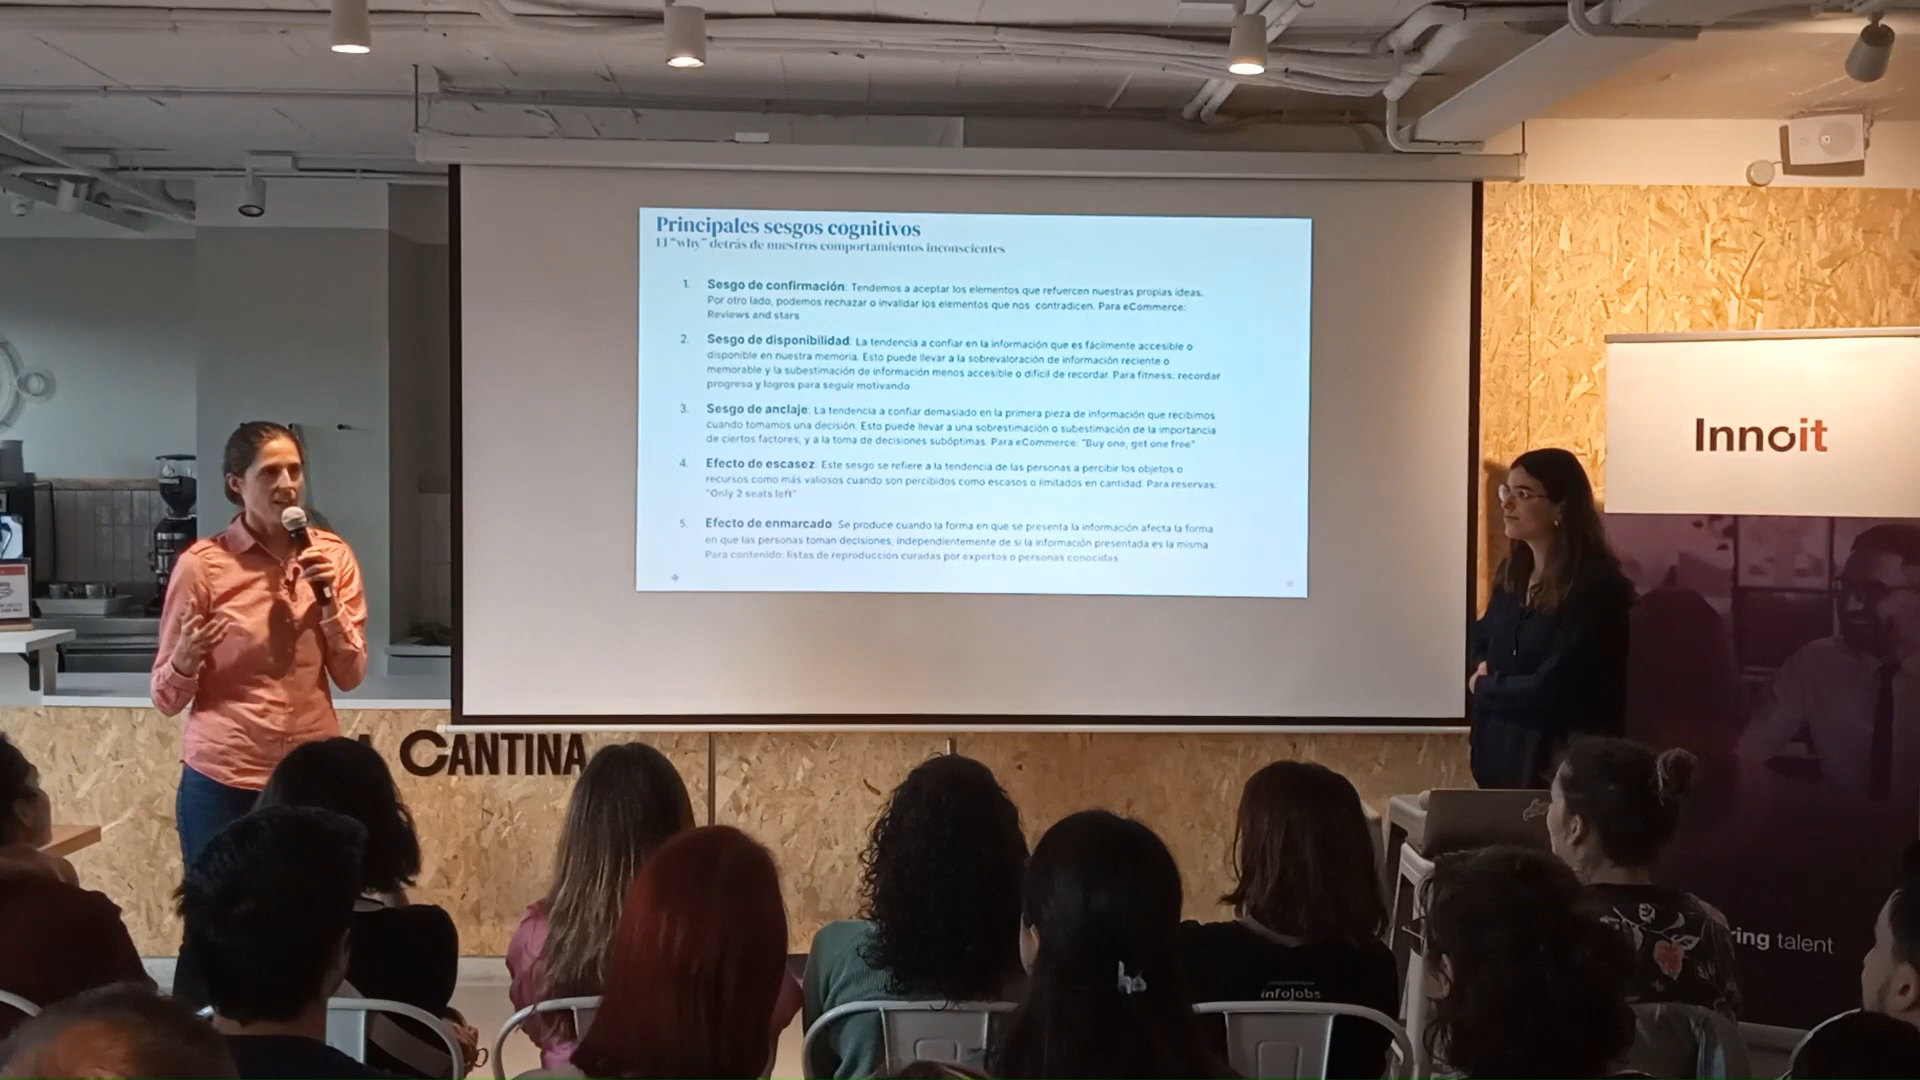 Principales sesgos cognitivos
El "why" detrás de nuestros comportamientos inconscientes
1. Sesgo de confirmación: Tendemos a aceptar los elementos que refuercen nuestras propias ideas.
Por otro lado, podemos rechazar o invalidar los elementos que nos contradicen. Para eCommerce:
Reviews and stars
2. Sesgo de disponibilidad: La tendencia a confiar en la información que es fácilmente accesible o
disponible en nuestra memoria. Esto puede llevar a la sobrevaloración de información reciente o
memorable y la subestimación de información menos accesible o difícil de recordar. Para fitness: recordar
progreso y logros para seguir motivando
3. Sesgo de anclaje: La tendencia a confiar demasiado en la primera pieza de información que recibimos
cuando tomamos una decisión. Esto puede llevar a una sobrestimación o subestimación de la importancia
de ciertos factores, y a la toma de decisiones subóptimas. Para eCommerce: "Buy one, get one free"
4. Efecto de escasez: Este sesgo se refiere a la tendencia de las personas a percibir los objetos o
recursos como más valiosos cuando son percibidos como escasos o limitados en cantidad. Para reservas:
"Only 2 seats left"
5. Efecto de enmarcado: Se produce cuando la forma en que se presenta la información afecta la forma
en que las personas toman decisiones, independientemente de si la información presentada es la misma
Para contenido: listas de reproducción curadas por expertos o personas conocidas
Innoit
A CANTINA
ring talent
infojobs